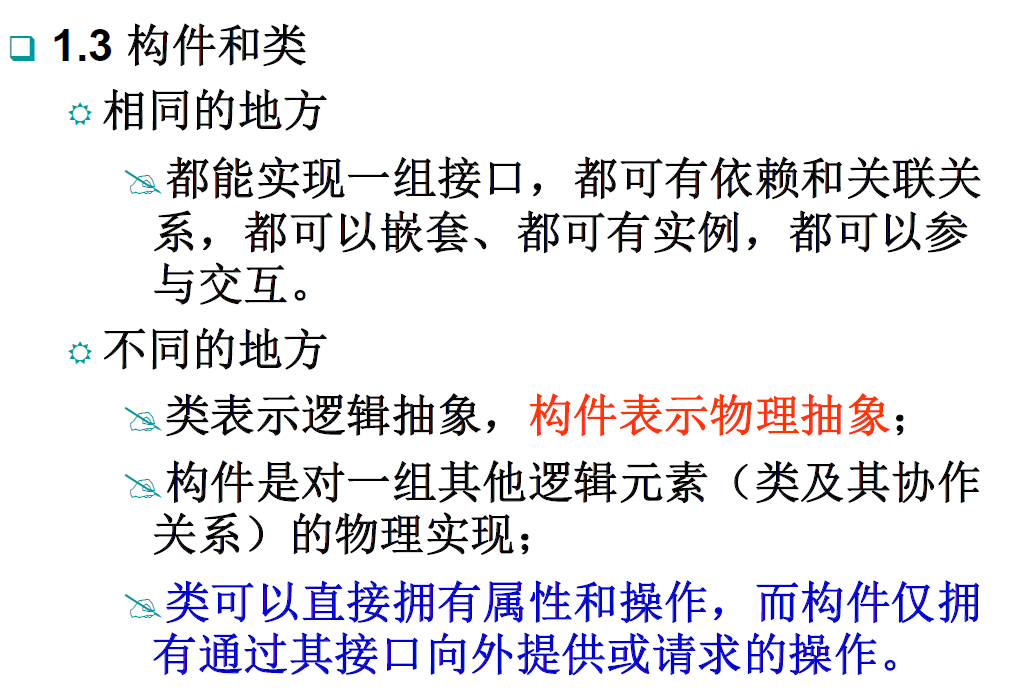 1.3 构件和类
相同的地方
都能实现一组接口，都可有依赖和关联关
系，都可以嵌套、都可有实例，都可以参
与交互。
不同的地方
类表示逻辑抽象，构件表示物理抽象；
构件是对一组其他逻辑元素（类及其协作
关系）的物理实现；
类可以直接拥有属性和操作，而构件仅拥
有通过其接口向外提供或请求的操作。